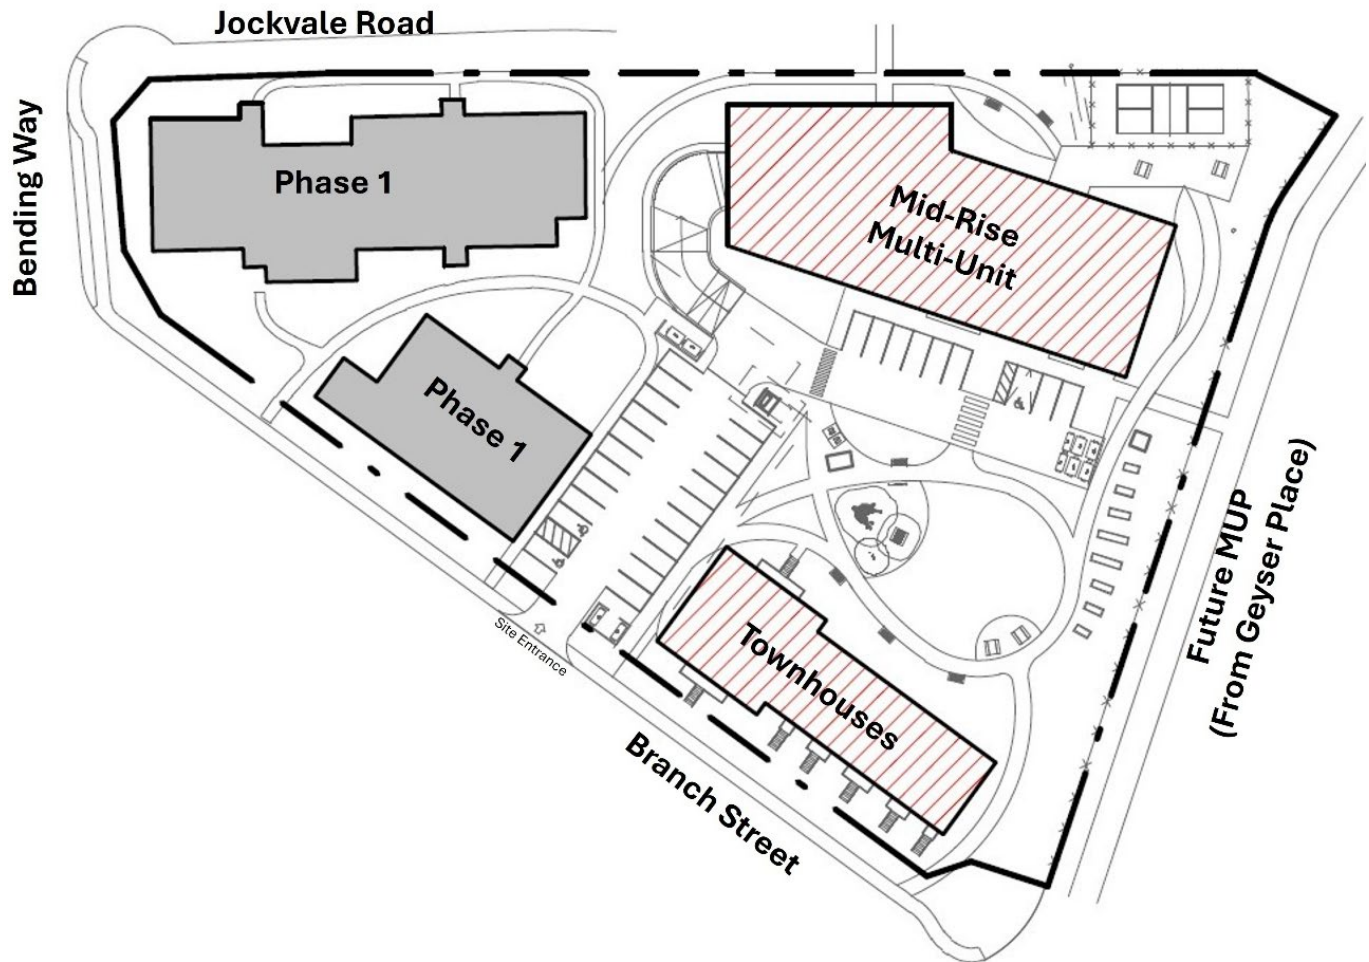 Jockvale Road
Bending Way
Phase 1
Mid-Rise
Multi-Unit
Phase 1
Future MUP
(From Geyser Place)
Site Entrance
Townhouses
Branch Street